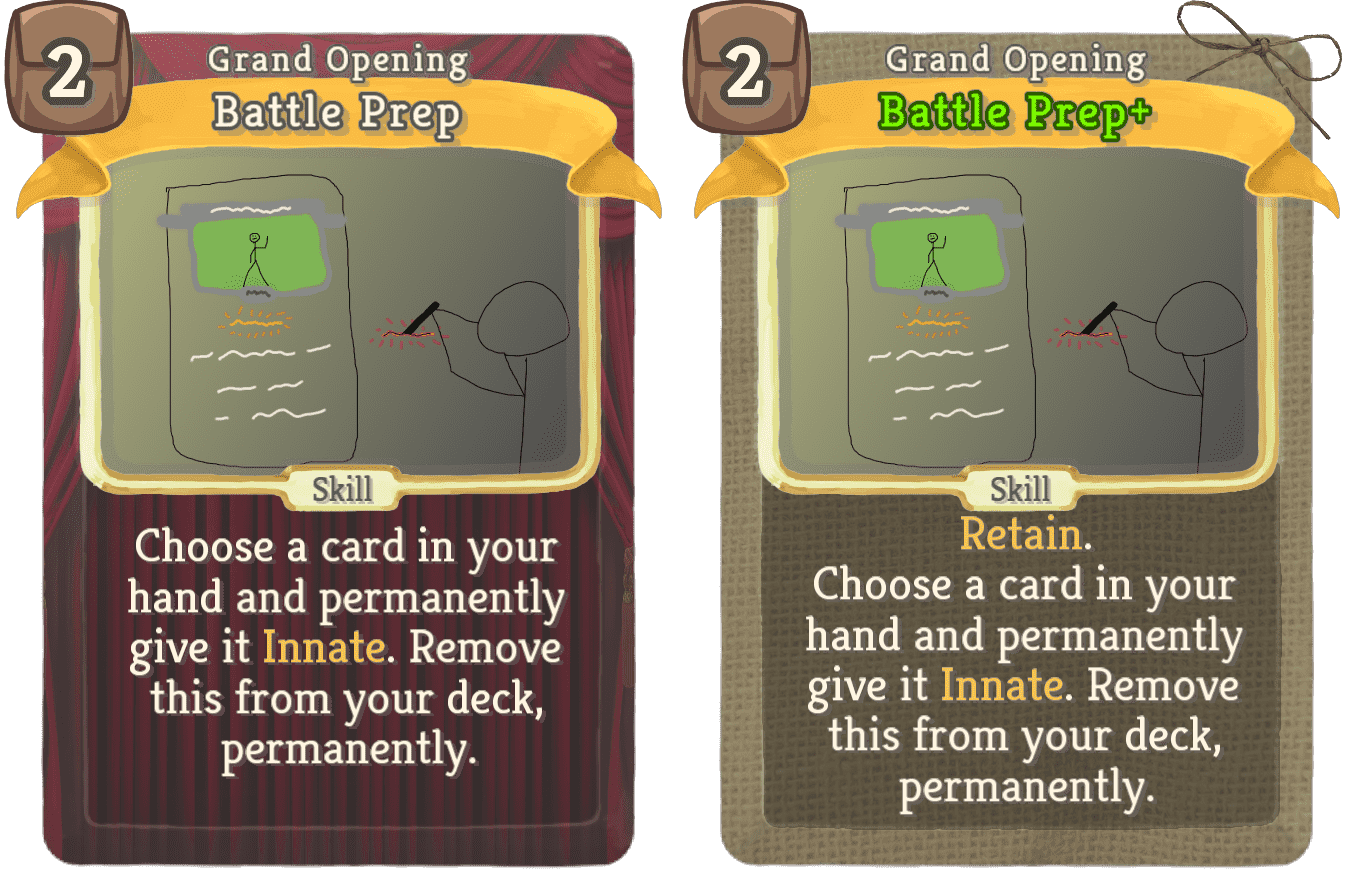 2
Grand Opening
Battle Prep
Skill
Choose a card in your
hand and permanently
give it Innate. Remove
this from your deck,
permanently.
2
Grand Opening
Battle Prep+
Skill
Retain.
Choose a card in your
hand and permanently
give it Innate. Remove
this from your deck,
permanently.